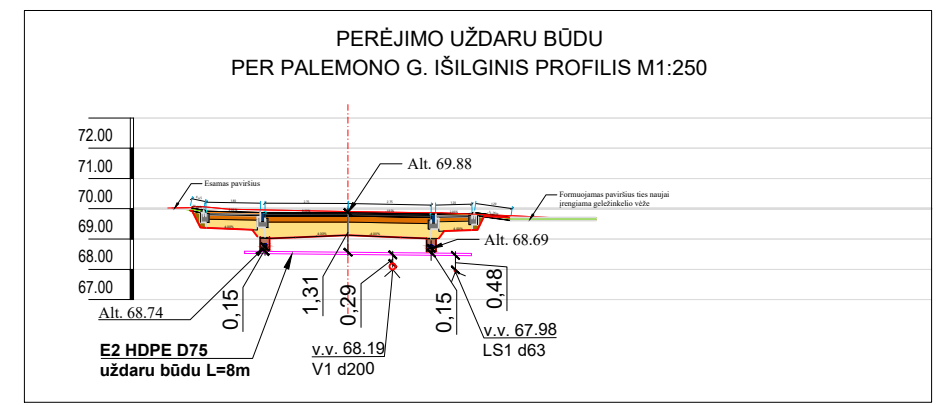 PERĖJIMO UŽDARU BŪDU
PER PALEMONO G. IŠILGINIS PROFILIS M1:250
72.00
71.00
70.00
69.00
68.00
67.00
Alt. 69.88
Esamas paviršius
Formuojamas paviršius ties naujai
įrengiama geležinkelio vėže
Alt. 68.69
Alt. 68.74
0,15
1,31
0,29
0,15
0,48
E2 HDPE D75
uždaru būdu L=8m
v.v. 68.19
V1 d200
v.v. 67.98
LS1 d63